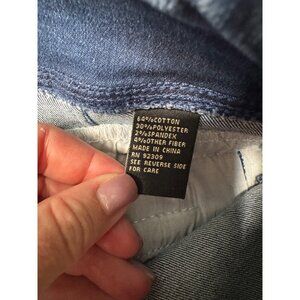 64%COTTON
30%POLYESTER
2%SPANDEX
4%OTHER FIBER
MADE IN CHINA
RN 92309
SEE REVERSE SIDE
FOR CARE